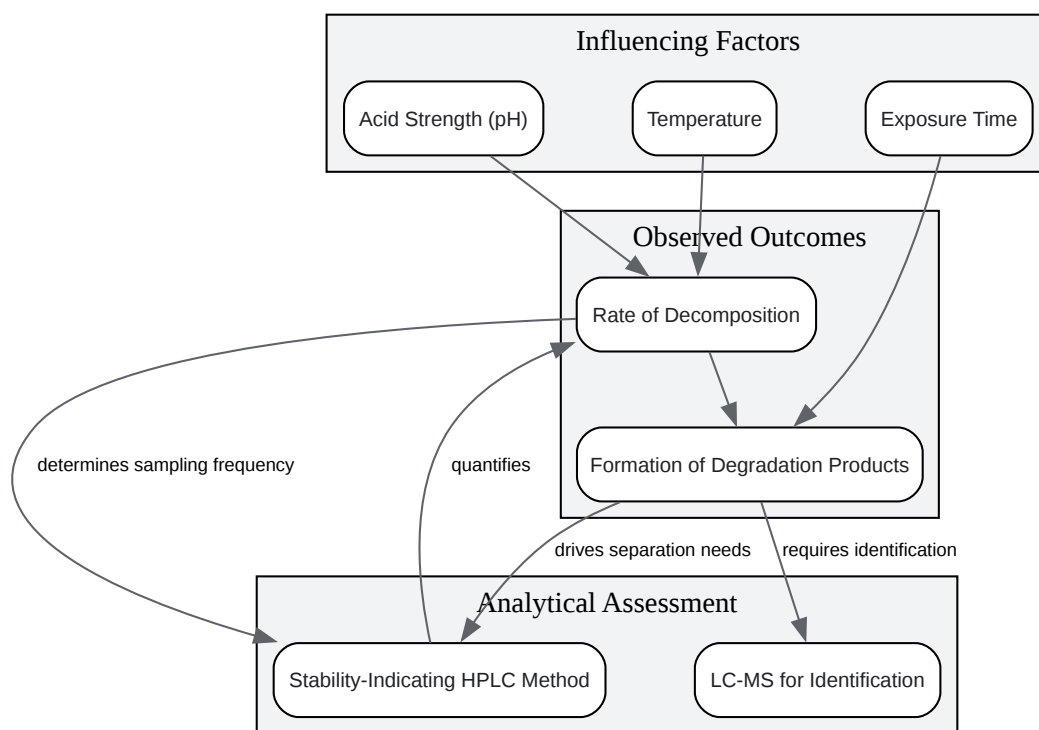 Influencing Factors
Acid Strength (pH)
Temperature
Exposure Time
Observed Outcomes
Rate of Decomposition
determines sampling frequency
quantifies
Formation of Degradation Products
drives separation needs
requires identification
Analytical Assessment
Stability-Indicating HPLC Method
LC-MS for Identification